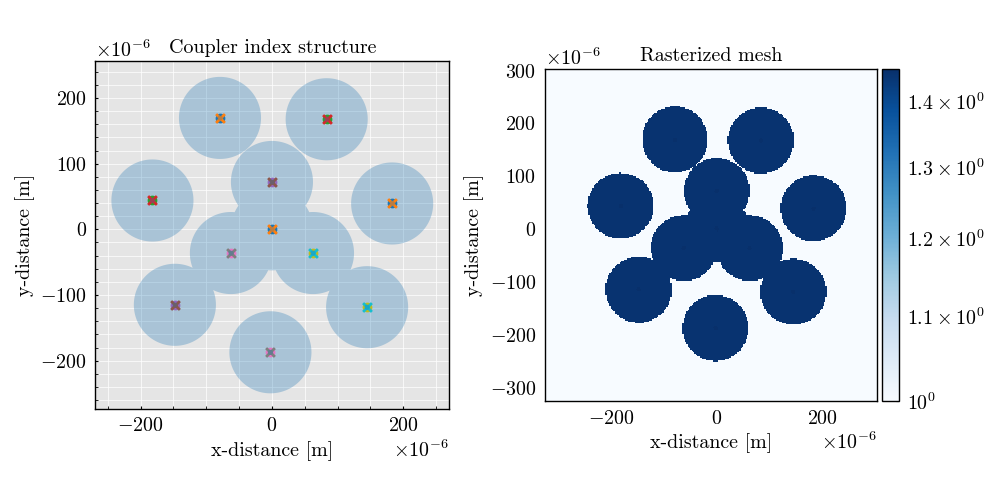 ×10⁻⁶ Coupler index structure
200
100
0
−100
−200
y-distance [m]
−200 0 200
x-distance [m] ×10⁻⁶
×10⁻⁶ Rasterized mesh
300
200
100
0
−100
−200
−300
y-distance [m]
−200 0 200
x-distance [m] ×10⁻⁶
1.4 × 10⁰
1.3 × 10⁰
1.2 × 10⁰
1.1 × 10⁰
10⁰